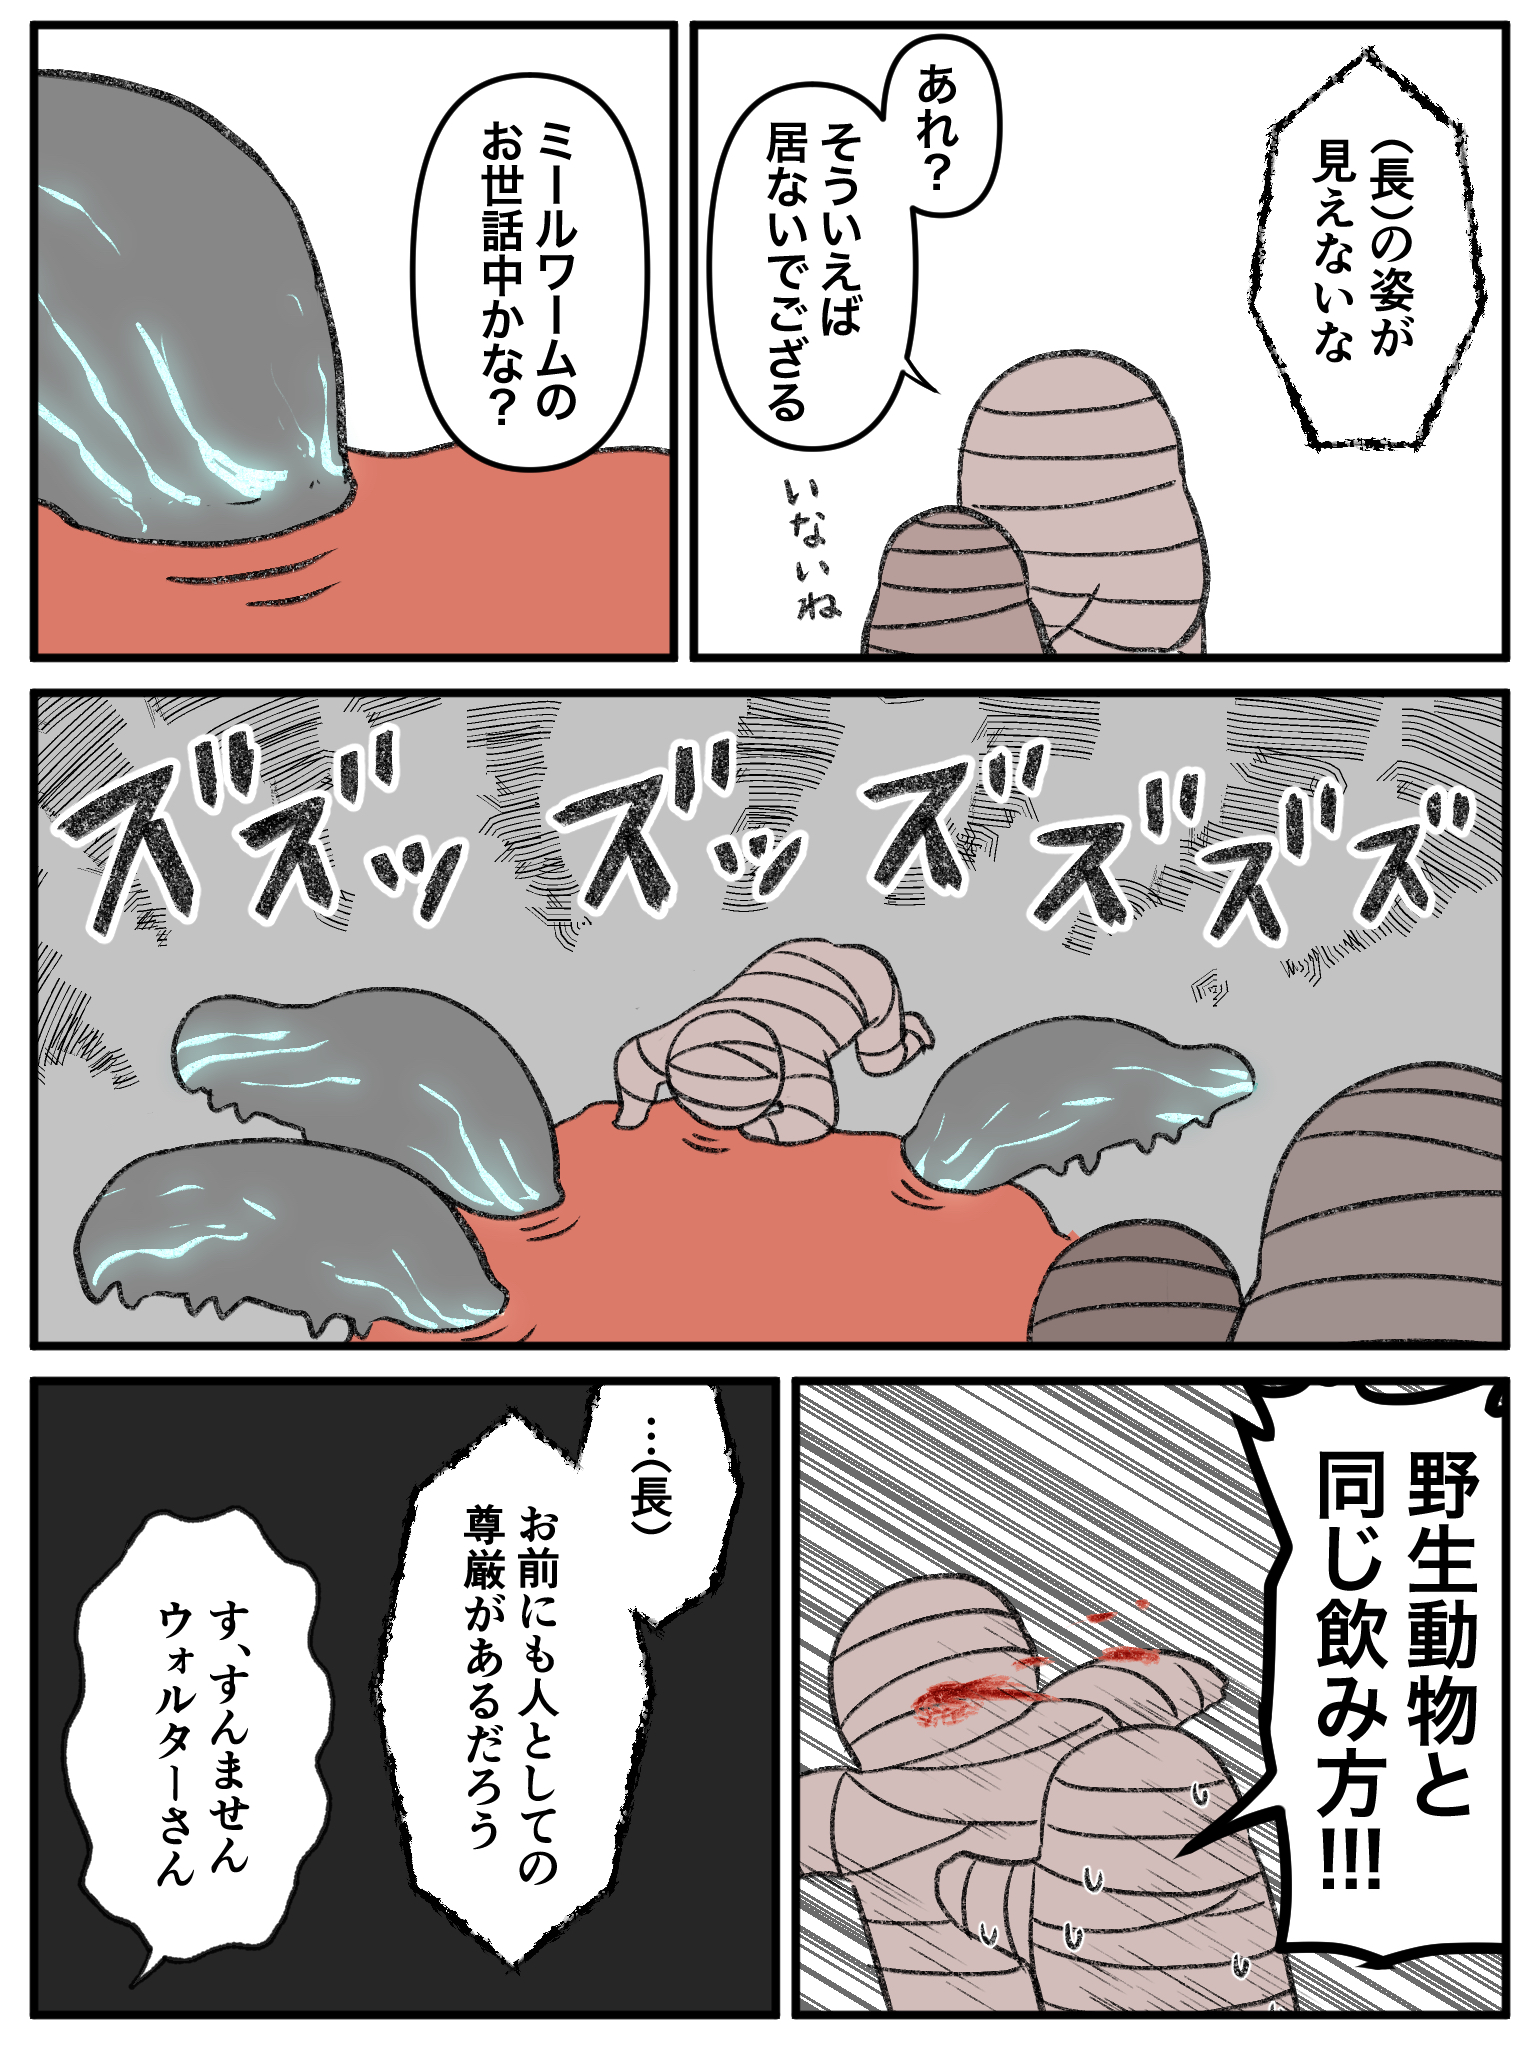 (長)の姿が
見えないな
あれ?
そういえば
居ないでござる
いないね
ミールワームの
お世話中かな?
ズズズズッズッズズ
野生動物と
同じ飲み方!!!
…(長)
お前にも人としての
尊厳があるだろう
す、すんません
ウォルターさん